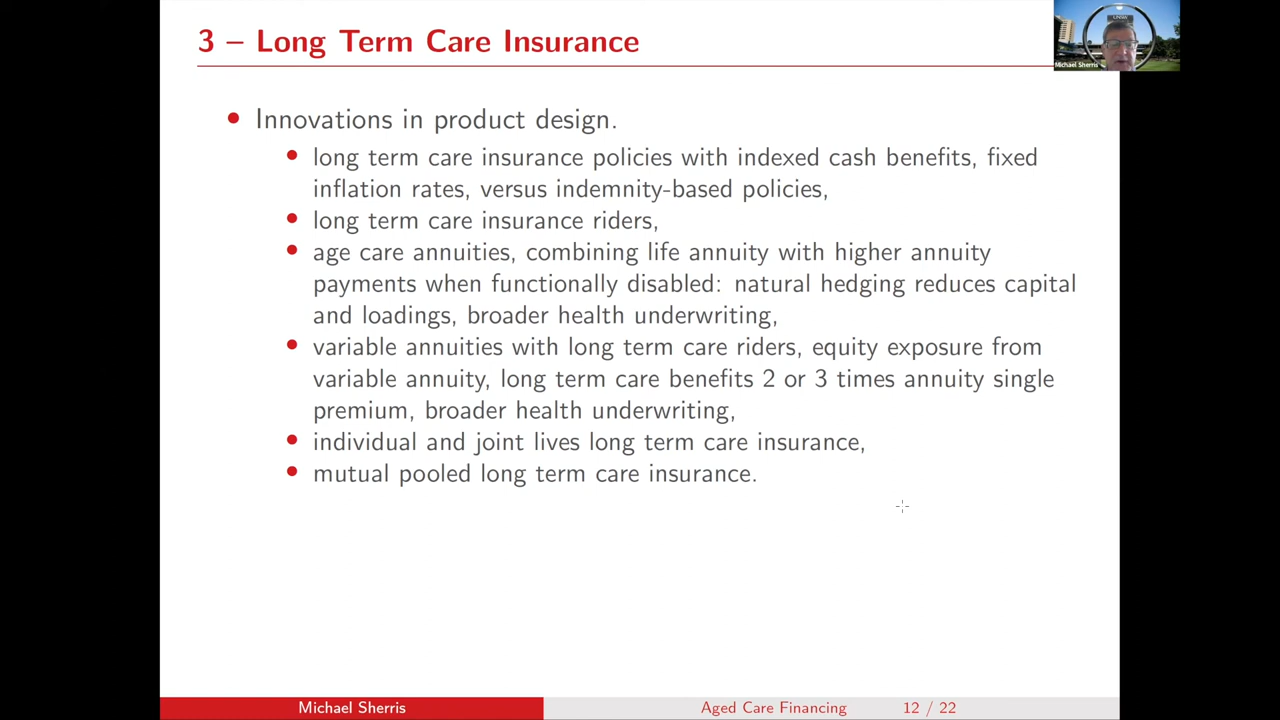 3 – Long Term Care Insurance
Michael Sherris
• Innovations in product design.
• long term care insurance policies with indexed cash benefits, fixed
inflation rates, versus indemnity-based policies,
• long term care insurance riders,
• age care annuities, combining life annuity with higher annuity
payments when functionally disabled: natural hedging reduces capital
and loadings, broader health underwriting,
• variable annuities with long term care riders, equity exposure from
variable annuity, long term care benefits 2 or 3 times annuity single
premium, broader health underwriting,
• individual and joint lives long term care insurance,
• mutual pooled long term care insurance.
Michael Sherris
Aged Care Financing
12 / 22